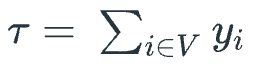 τ = ∑_{i∈V} y_i